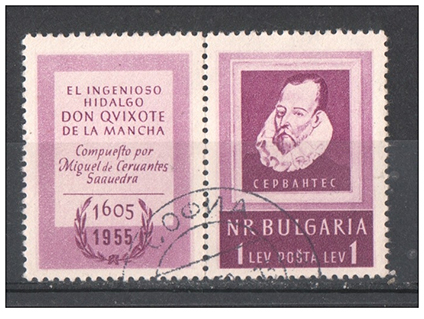 EL INGENIOSO
HIDALGO
DON QVIXOTE
DE LA MANCHA
Compuesto por
Miguel de Ceruantes
Saauedra
1605
1955
СЕРВАНТЕС
NR BULGARIA
1 LEV POŠTA LEV 1